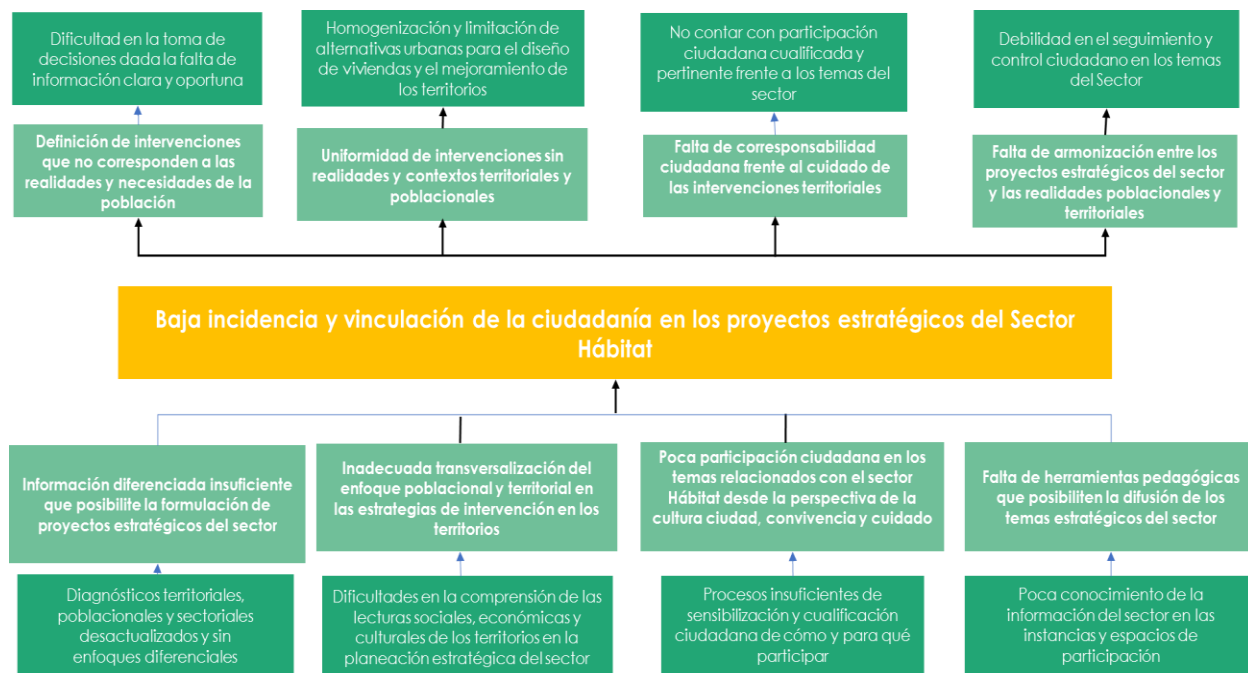 Dificultad en la toma de
decisiones dada la falta de
información clara y oportuna
Homogenización y limitación de
alternativas urbanas para el diseño
de viviendas y el mejoramiento de
los territorios
No contar con participación
ciudadana cualificada y
pertinente frente a los temas del
sector
Debilidad en el seguimiento y
control ciudadano en los temas
del Sector
Definición de intervenciones
que no corresponden a las
realidades y necesidades de la
población
Uniformidad de intervenciones sin
realidades y contextos territoriales y
poblacionales
Falta de corresponsabilidad
ciudadana frente al cuidado de
las intervenciones territoriales
Falta de armonización entre los
proyectos estratégicos del sector
y las realidades poblacionales y
territoriales
Baja incidencia y vinculación de la ciudadanía en los proyectos estratégicos del Sector
Hábitat
Información diferenciada insuficiente
que posibilite la formulación de
proyectos estratégicos del sector
Inadecuada transversalización del
enfoque poblacional y territorial en
las estrategias de intervención en los
territorios
Poca participación ciudadana en los
temas relacionados con el sector
Hábitat desde la perspectiva de la
cultura ciudad, convivencia y cuidado
Falta de herramientas pedagógicas
que posibiliten la difusión de los
temas estratégicos del sector
Diagnósticos territoriales,
poblacionales y sectoriales
desactualizados y sin
enfoques diferenciales
Dificultades en la comprensión de las
lecturas sociales, económicas y
culturales de los territorios en la
planeación estratégica del sector
Procesos insuficientes de
sensibilización y cualificación
ciudadana de cómo y para qué
participar
Poca conocimiento de la
información del sector en las
instancias y espacios de
participación